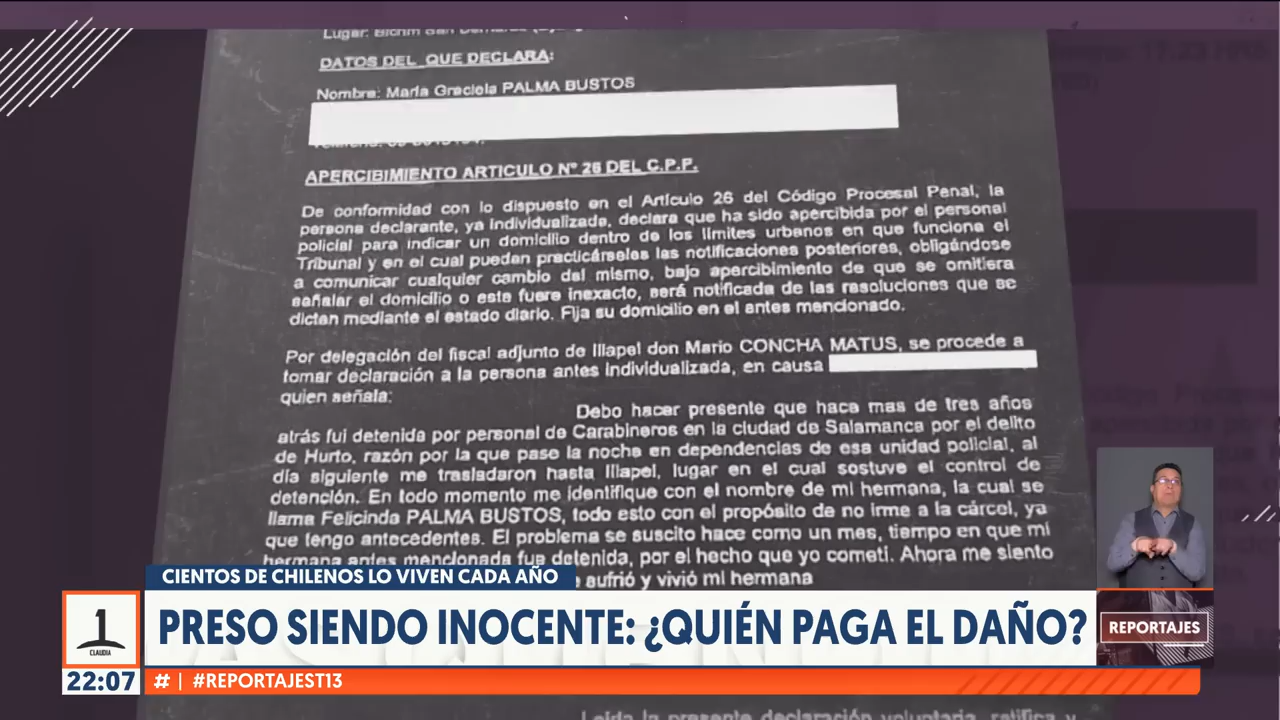 DATOS DEL QUE DECLARA:
Nombre: Maria Graciela PALMA BUSTOS
APERCIBIMIENTO ARTICULO Nº 26 DEL C.P.P.
De conformidad con lo dispuesto en el Artículo 26 del Código Procesal Penal, la
persona declarante, ya individualizada, declara que ha sido apercibida por el personal
policial para indicar un domicilio dentro de los límites urbanos en que funciona el
Tribunal y en el cual puedan practicárseles las notificaciones posteriores, obligándose
a comunicar cualquier cambio del mismo, bajo apercibimiento de que se omitiera
señalar el domicilio o este fuere inexacto, será notificada de las resoluciones que se
dictan mediante el estado diario. Fija su domicilio en el antes mencionado.
Por delegación del fiscal adjunto de Illapel don Mario CONCHA MATUS, se procede a
tomar declaración a la persona antes individualizada, en causa
quien señala:
Debo hacer presente que hace mas de tres años
atrás fui detenida por personal de Carabineros en la ciudad de Salamanca por el delito
de Hurto, razón por la que pase la noche en dependencias de esa unidad policial, al
día siguiente me trasladaron hasta Illapel, lugar en el cual sostuve el control de
detención. En todo momento me identifique con el nombre de mi hermana, la cual se
llama Felicinda PALMA BUSTOS, todo esto con el propósito de no irme a la cárcel, ya
que tengo antecedentes. El problema se suscito hace como un mes, tiempo en que mi
hermana antes mencionada fue detenida, por el hecho que yo cometí. Ahora me siento
sufrió y vivió mi hermana
CIENTOS DE CHILENOS LO VIVEN CADA AÑO
1
CLAUDIA
PRESO SIENDO INOCENTE: ¿QUIÉN PAGA EL DAÑO?
REPORTAJES
22:07
# | #REPORTAJEST13
Leída la presente declaración voluntaria, ratifica y